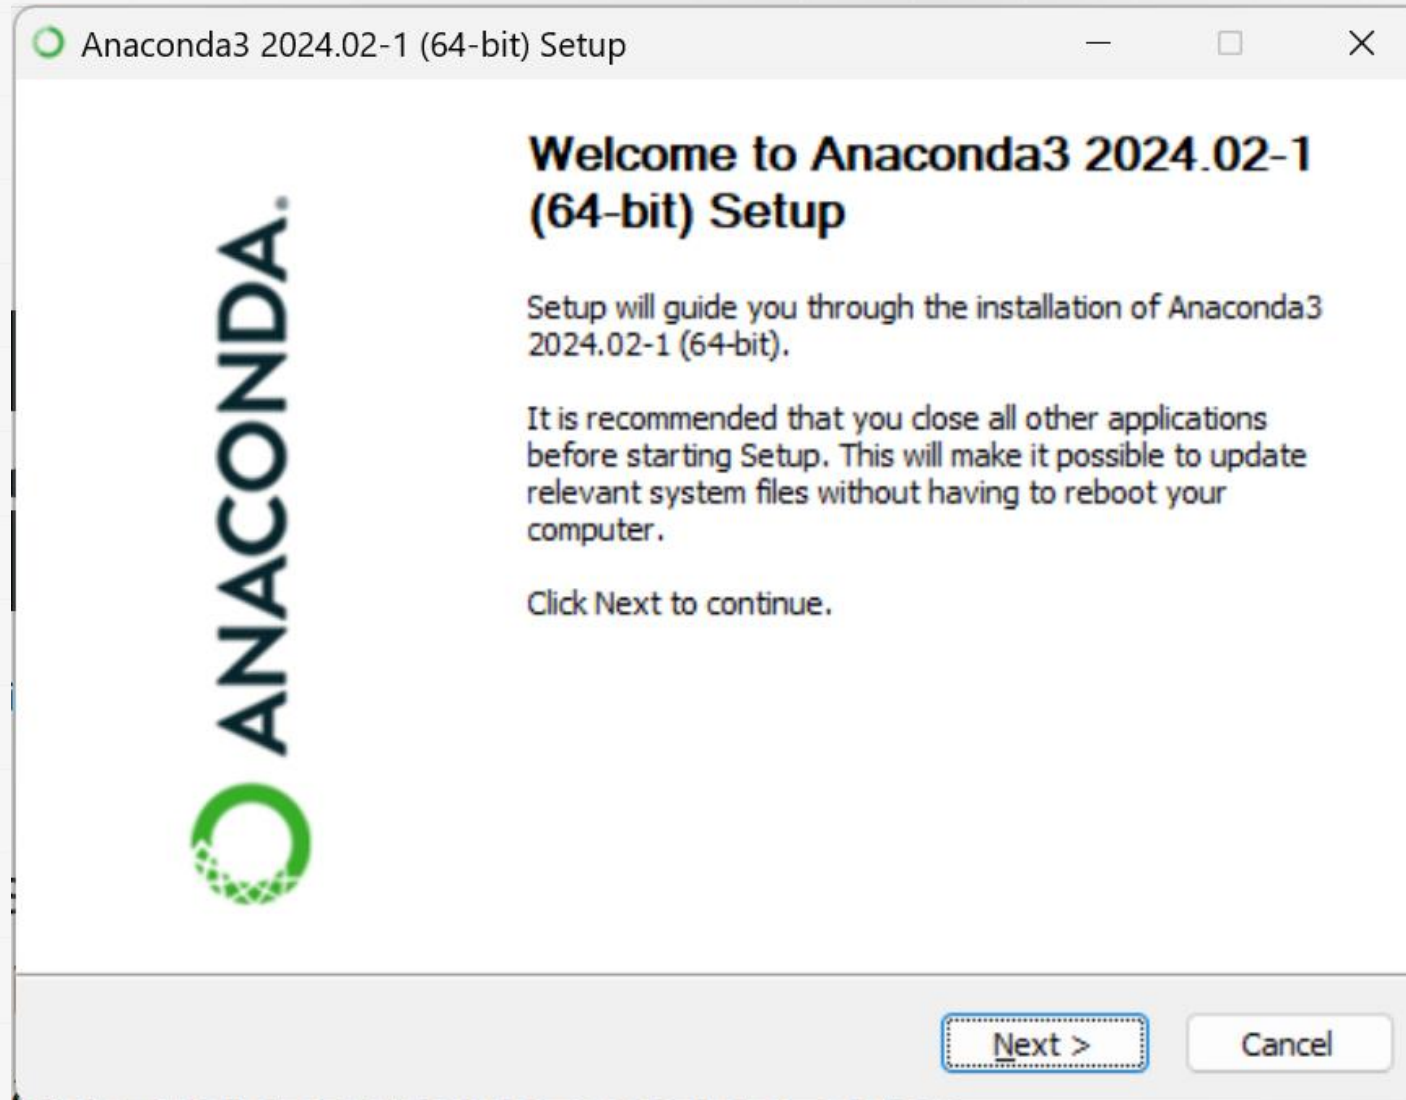 Anaconda3 2024.02-1 (64-bit) Setup
ANACONDA.
Welcome to Anaconda3 2024.02-1
(64-bit) Setup
Setup will guide you through the installation of Anaconda3
2024.02-1 (64-bit).
It is recommended that you close all other applications
before starting Setup. This will make it possible to update
relevant system files without having to reboot your
computer.
Click Next to continue.
Next >
Cancel